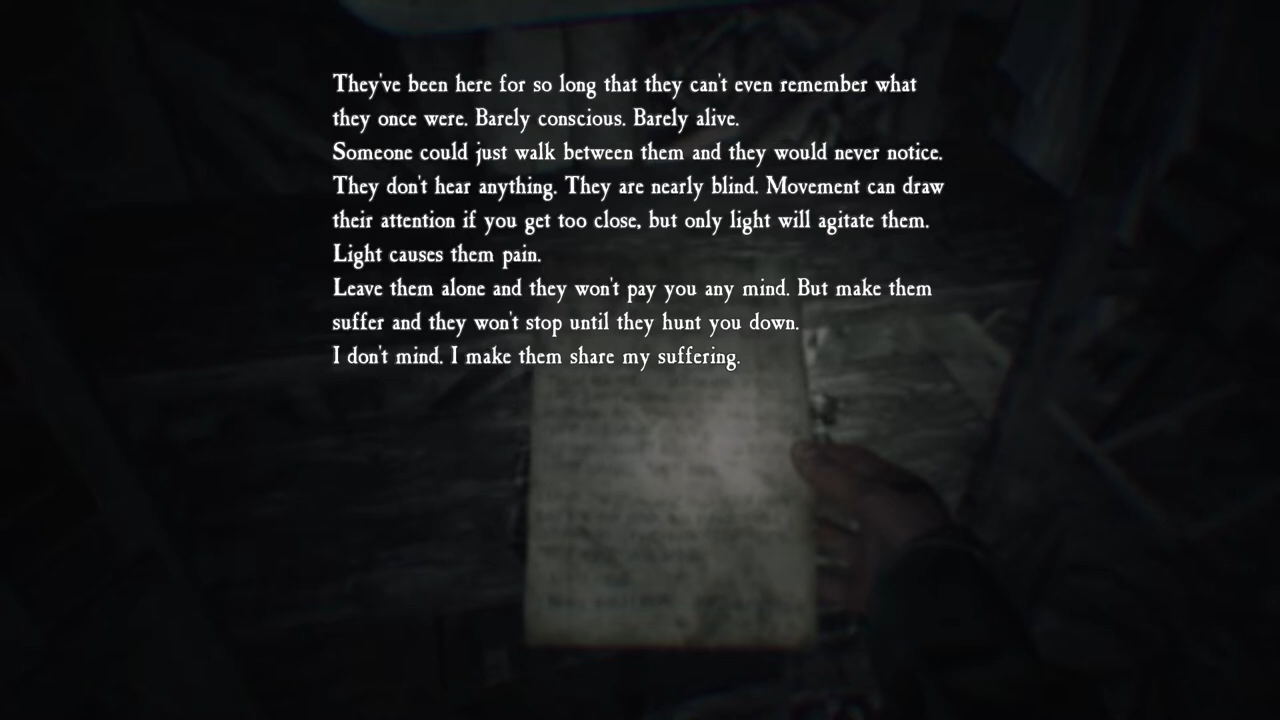 They've been here for so long that they can't even remember what
they once were. Barely conscious. Barely alive.
Someone could just walk between them and they would never notice.
They don't hear anything. They are nearly blind. Movement can draw
their attention if you get too close, but only light will agitate them.
Light causes them pain.
Leave them alone and they won't pay you any mind. But make them
suffer and they won't stop until they hunt you down.
I don't mind. I make them share my suffering.